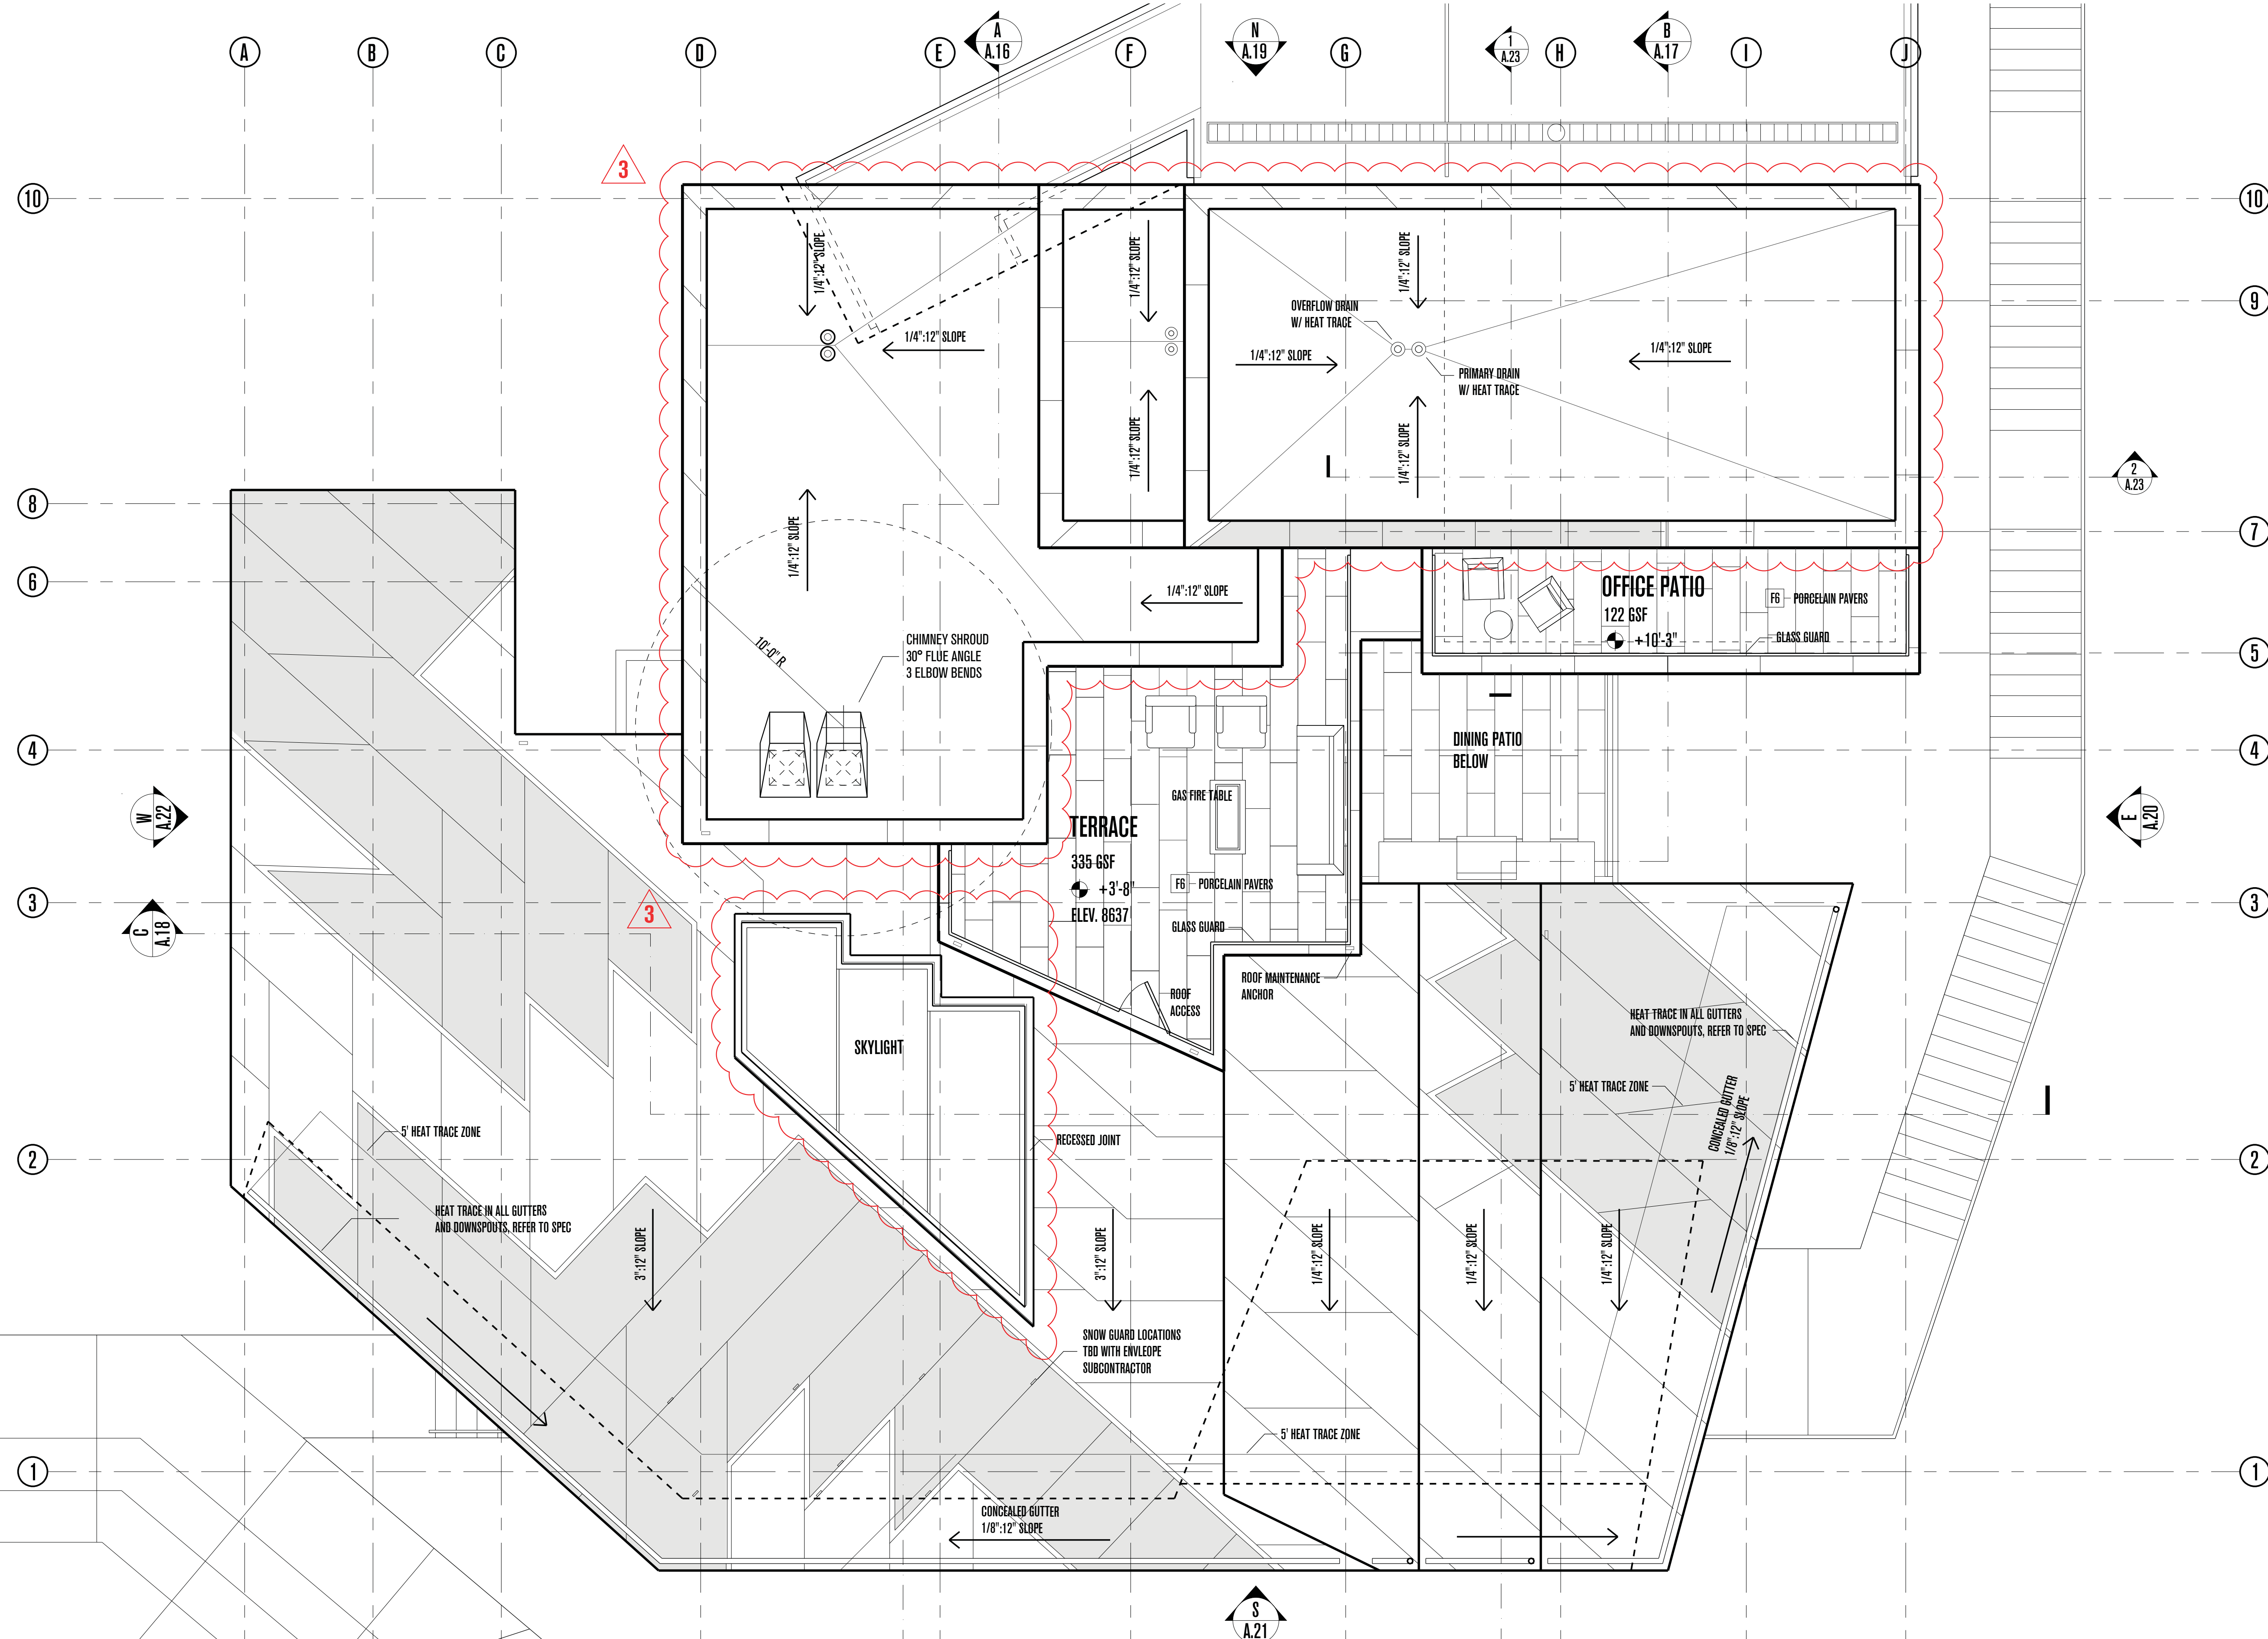 A
B
C
D
E
A
A.16
F
N
A.19
G
1
A.23
H
B
A.17
I
J
3
10
10
1/4":12" SLOPE
1/4":12" SLOPE
1/4":12" SLOPE
9
OVERFLOW DRAIN
W/ HEAT TRACE
1/4":12" SLOPE
1/4":12" SLOPE
1/4":12" SLOPE
PRIMARY DRAIN
W/ HEAT TRACE
1/4":12" SLOPE
1/4":12" SLOPE
2
A.23
8
1/4":12" SLOPE
7
6
1/4":12" SLOPE
OFFICE PATIO
122 GSF
+10'-3"
F6
PORCELAIN PAVERS
GLASS GUARD
10'-0" R
CHIMNEY SHROUD
30° FLUE ANGLE
3 ELBOW BENDS
5
4
DINING PATIO
BELOW
4
W
A.22
GAS FIRE TABLE
TERRACE
335 GSF
+3'-8"
ELEV. 8637
F6
PORCELAIN PAVERS
GLASS GUARD
E
A.20
3
3
3
C
A.18
ROOF MAINTENANCE
ANCHOR
ROOF
ACCESS
HEAT TRACE IN ALL GUTTERS
AND DOWNSPOUTS, REFER TO SPEC
SKYLIGHT
5' HEAT TRACE ZONE
CONCEALED GUTTER
1/8":12" SLOPE
5' HEAT TRACE ZONE
RECESSED JOINT
2
2
HEAT TRACE IN ALL GUTTERS
AND DOWNSPOUTS, REFER TO SPEC
3":12" SLOPE
3":12" SLOPE
1/4":12" SLOPE
1/4":12" SLOPE
1/4":12" SLOPE
SNOW GUARD LOCATIONS
TBD WITH ENVLEOPE
SUBCONTRACTOR
5' HEAT TRACE ZONE
1
1
CONCEALED GUTTER
1/8":12" SLOPE
S
A.21